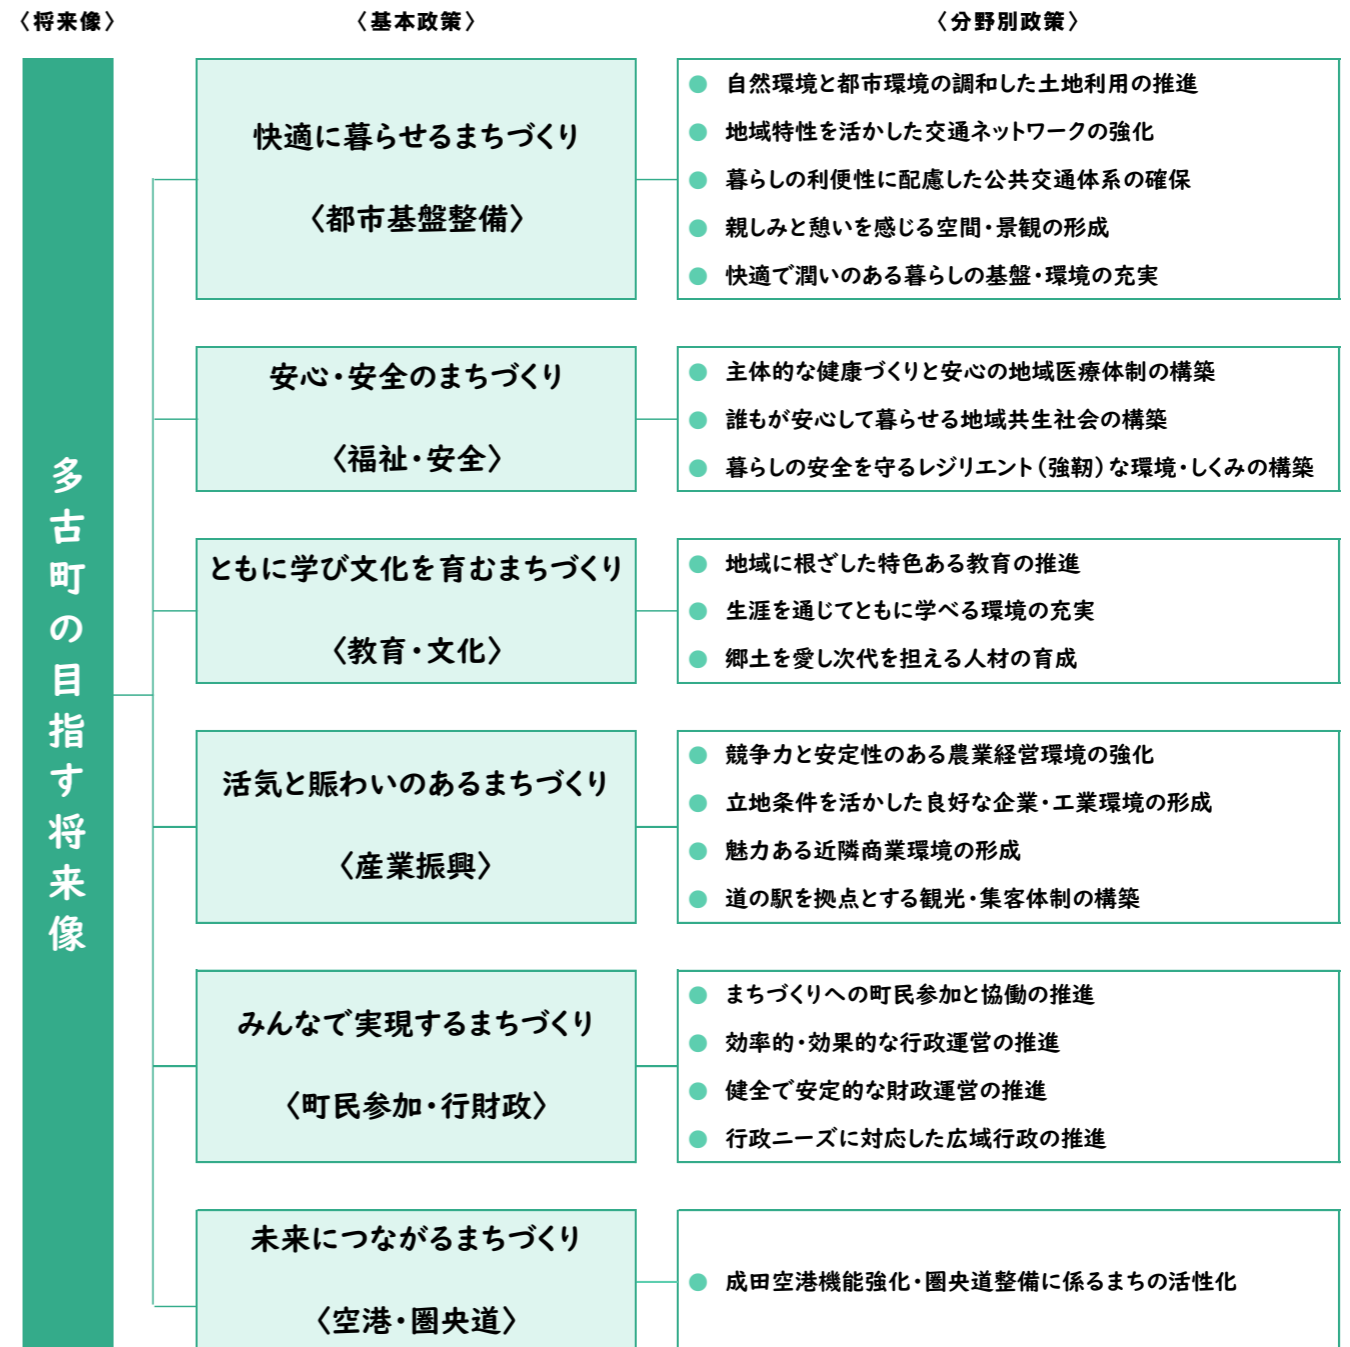 〈将来像〉
〈基本政策〉
〈分野別政策〉
多古町の目指す将来像
快適に暮らせるまちづくり
〈都市基盤整備〉
● 自然環境と都市環境の調和した土地利用の推進
● 地域特性を活かした交通ネットワークの強化
● 暮らしの利便性に配慮した公共交通体系の確保
● 親しみと憩いを感じる空間・景観の形成
● 快適で潤いのある暮らしの基盤・環境の充実
安心・安全のまちづくり
〈福祉・安全〉
● 主体的な健康づくりと安心の地域医療体制の構築
● 誰もが安心して暮らせる地域共生社会の構築
● 暮らしの安全を守るレジリエント（強靭）な環境・しくみの構築
ともに学び文化を育むまちづくり
〈教育・文化〉
● 地域に根ざした特色ある教育の推進
● 生涯を通じてともに学べる環境の充実
● 郷土を愛し次代を担える人材の育成
活気と賑わいのあるまちづくり
〈産業振興〉
● 競争力と安定性のある農業経営環境の強化
● 立地条件を活かした良好な企業・工業環境の形成
● 魅力ある近隣商業環境の形成
● 道の駅を拠点とする観光・集客体制の構築
みんなで実現するまちづくり
〈町民参加・行財政〉
● まちづくりへの町民参加と協働の推進
● 効率的・効果的な行政運営の推進
● 健全で安定的な財政運営の推進
● 行政ニーズに対応した広域行政の推進
未来につながるまちづくり
〈空港・圏央道〉
● 成田空港機能強化・圏央道整備に係るまちの活性化